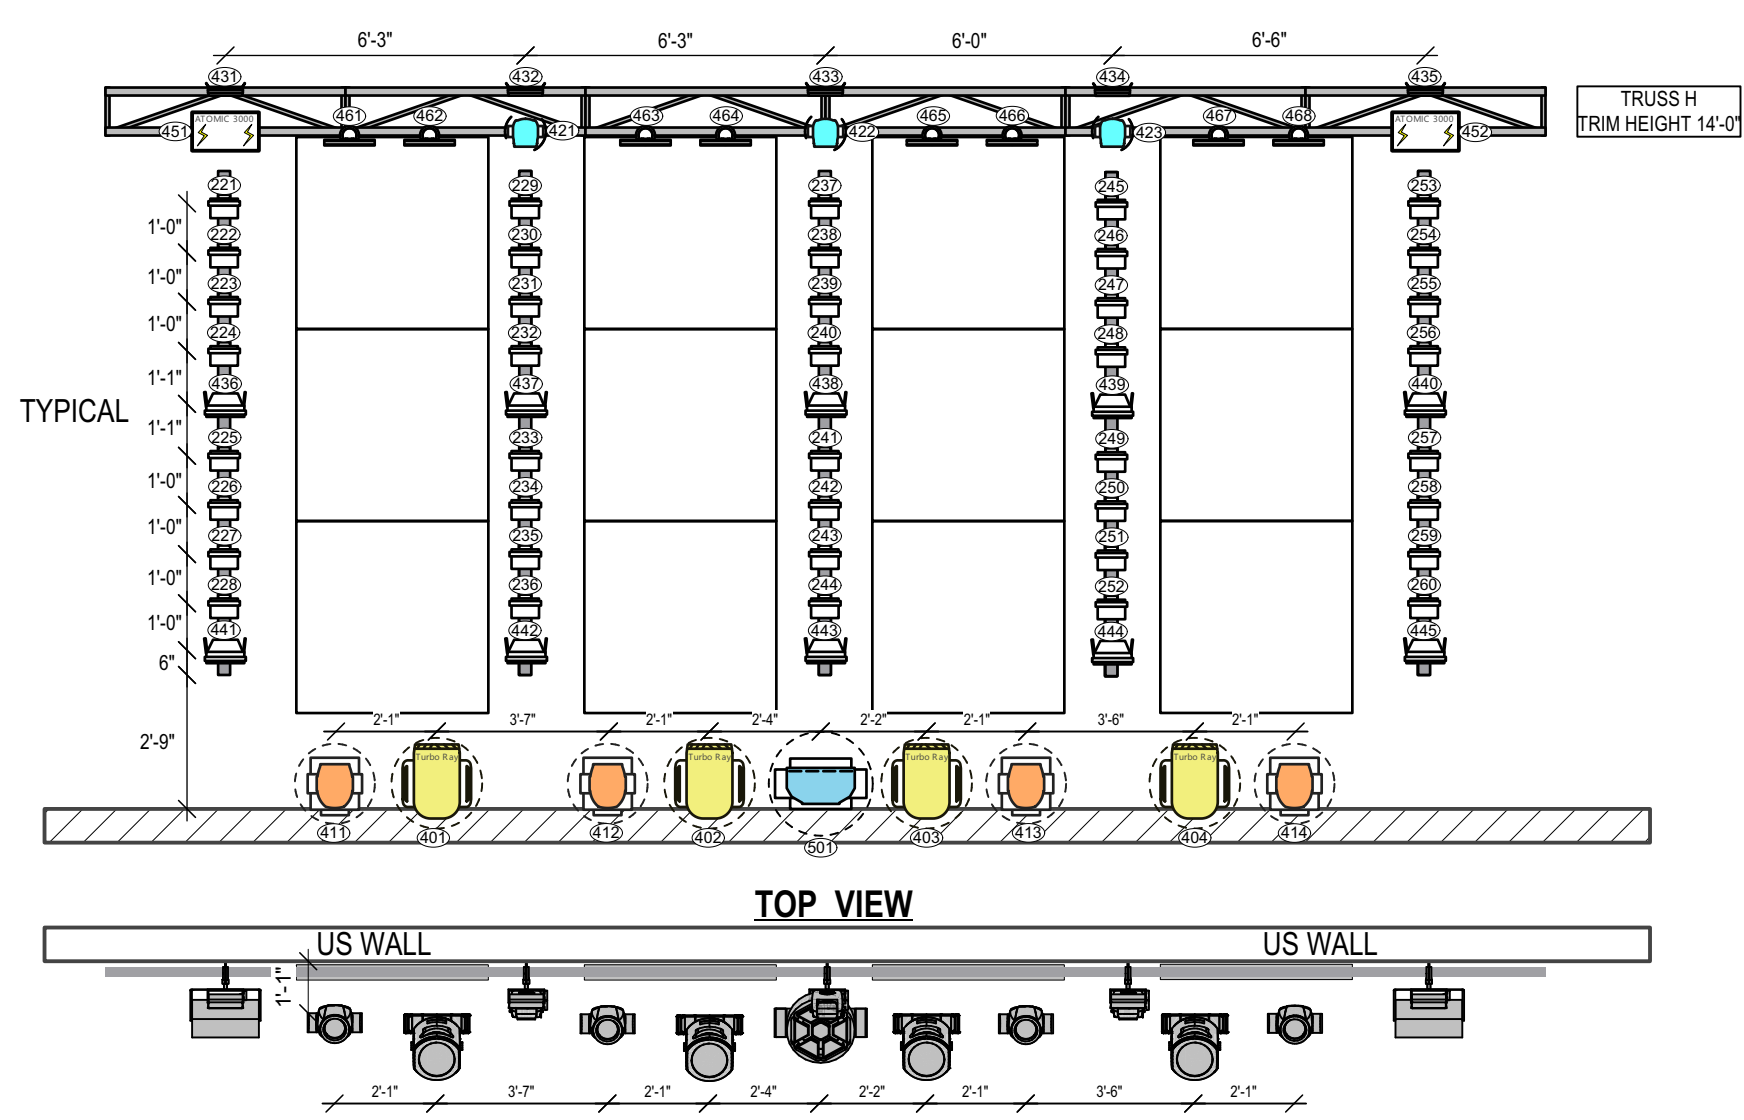 6'-3" 6'-3" 6'-0" 6'-6"
431 432 433 434 435
TRUSS H
TRIM HEIGHT 14'-0"
461 462 463 464 465 466 467 468
ATOMIC 3000 ATOMIC 3000
451 421 422 423 452
221 229 237 245 253
1'-0"
222 230 238 246 254
1'-0"
223 231 239 247 255
1'-0"
224 232 240 248 256
1'-1"
436 437 438 439 440
TYPICAL
1'-1"
225 233 241 249 257
1'-0"
226 234 242 250 258
1'-0"
227 235 243 251 259
1'-0"
228 236 244 252 260
1'-0"
441 442 443 444 445
6"
2'-1" 3'-7" 2'-1" 2'-4" 2'-2" 2'-1" 3'-6" 2'-1"
2'-9"
Turbo Ray Turbo Ray Turbo Ray Turbo Ray
411 401 412 402 501 403 413 404 414
TOP VIEW
US WALL US WALL
1'-1"
2'-1" 3'-7" 2'-1" 2'-4" 2'-2" 2'-1" 3'-6" 2'-1"